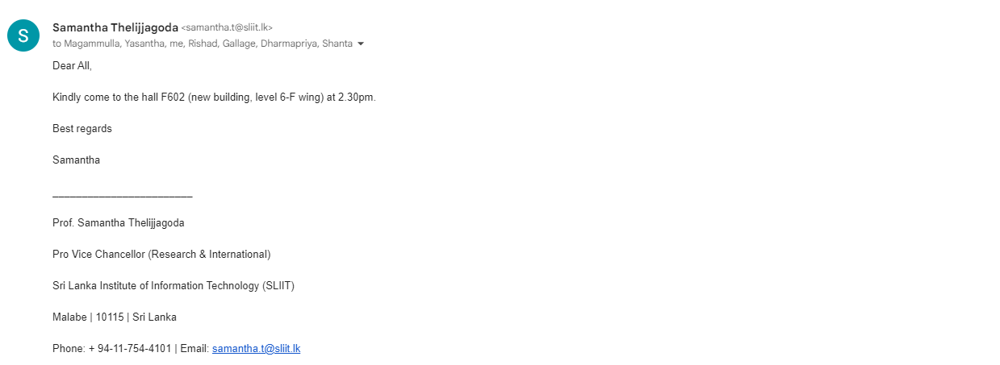 S
Samantha Thelijjagoda <samantha.t@sliit.lk>
to Magammulla, Yasantha, me, Rishad, Gallage, Dharmapriya, Shanta
Dear All,
Kindly come to the hall F602 (new building, level 6-F wing) at 2.30pm.
Best regards
Samantha
________________________
Prof. Samantha Thelijjagoda
Pro Vice Chancellor (Research & International)
Sri Lanka Institute of Information Technology (SLIIT)
Malabe | 10115 | Sri Lanka
Phone: + 94-11-754-4101 | Email: samantha.t@sliit.lk